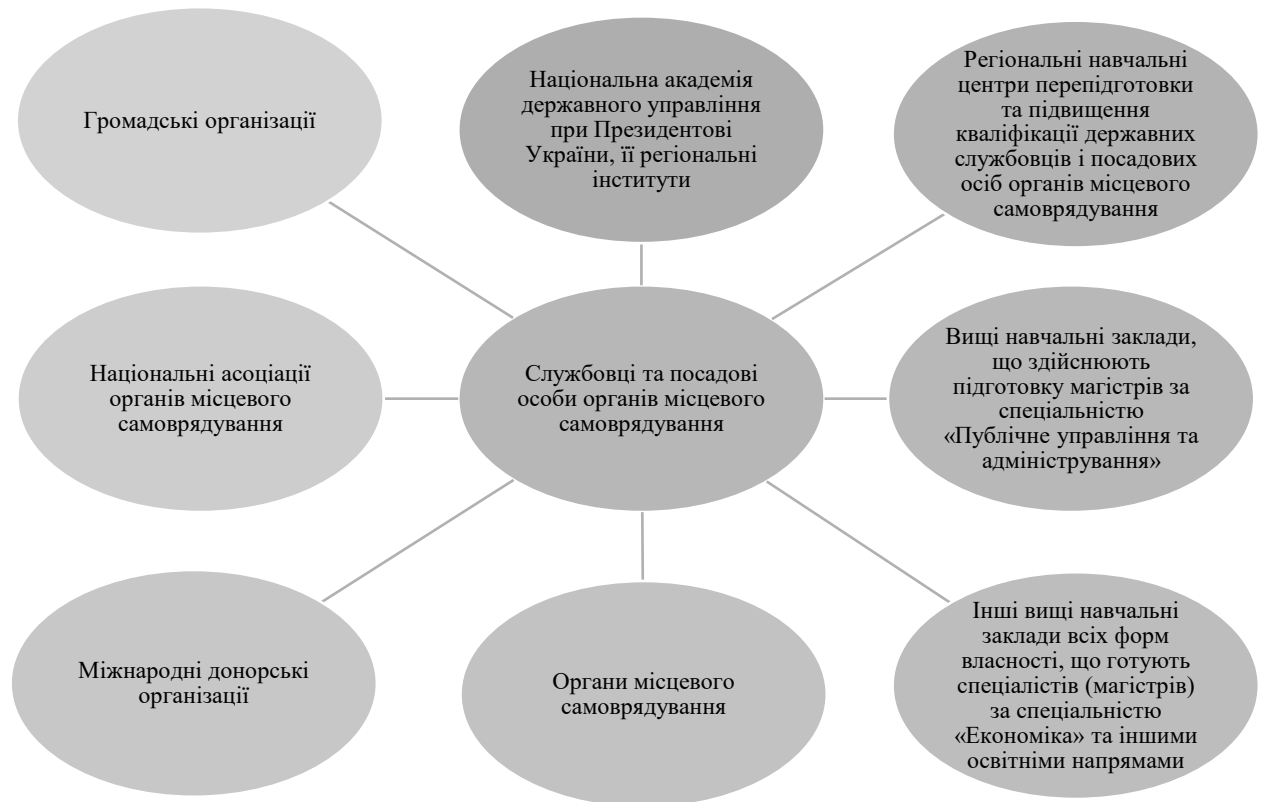 Громадські організації
Національна академія
державного управління
при Президентові
України, її регіональні
інститути
Регіональні навчальні
центри перепідготовки
та підвищення
кваліфікації державних
службовців і посадових
осіб органів місцевого
самоврядування
Національні асоціації
органів місцевого
самоврядування
Службовці та посадові
особи органів місцевого
самоврядування
Вищі навчальні заклади,
що здійснюють
підготовку магістрів за
спеціальністю
«Публічне управління та
адміністрування»
Міжнародні донорські
організації
Органи місцевого
самоврядування
Інші вищі навчальні
заклади всіх форм
власності, що готують
спеціалістів (магістрів)
за спеціальністю
«Економіка» та іншими
освітніми напрямами